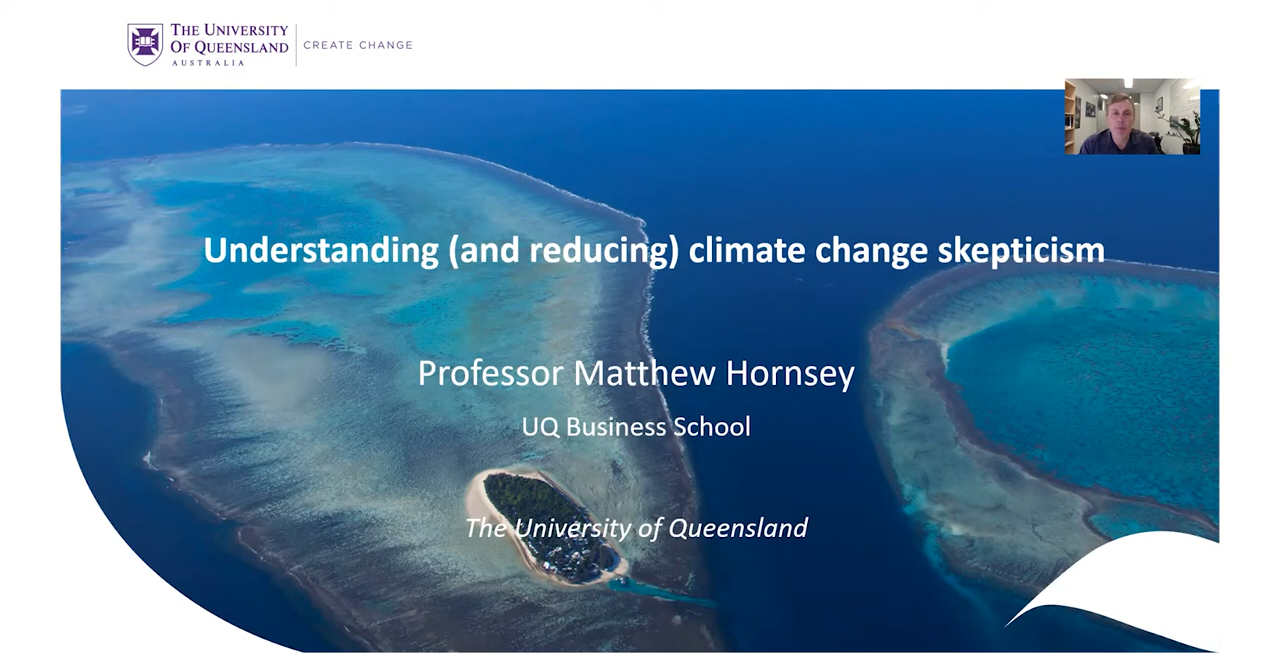 THE UNIVERSITY
OF QUEENSLAND
AUSTRALIA
CREATE CHANGE
Understanding (and reducing) climate change skepticism
Professor Matthew Hornsey
UQ Business School
The University of Queensland